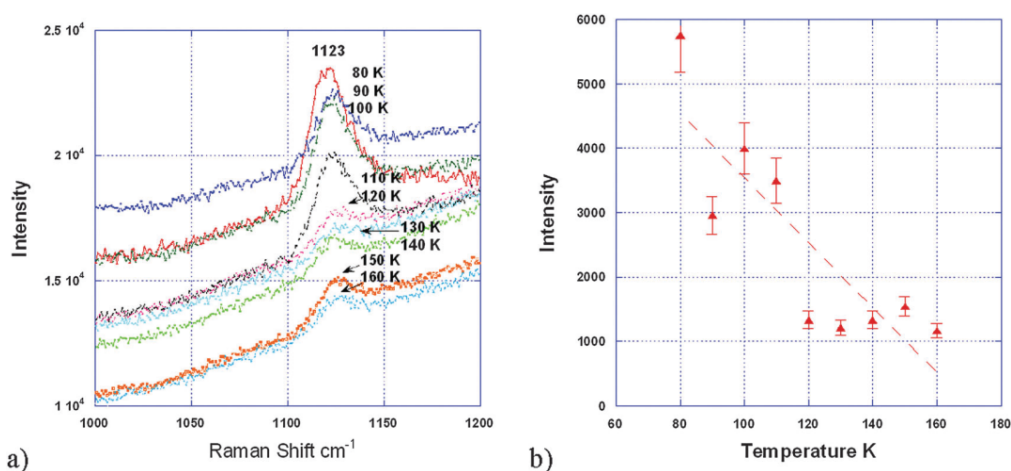 2.5 10⁴
2 10⁴
1.5 10⁴
1 10⁴
Intensity
1000
1050
1100
1150
1200
Raman Shift cm⁻¹
1123
80 K
90 K
100 K
110 K
120 K
130 K
140 K
150 K
160 K
a)
6000
5000
4000
3000
2000
1000
0
Intensity
60
80
100
120
140
160
180
Temperature K
b)